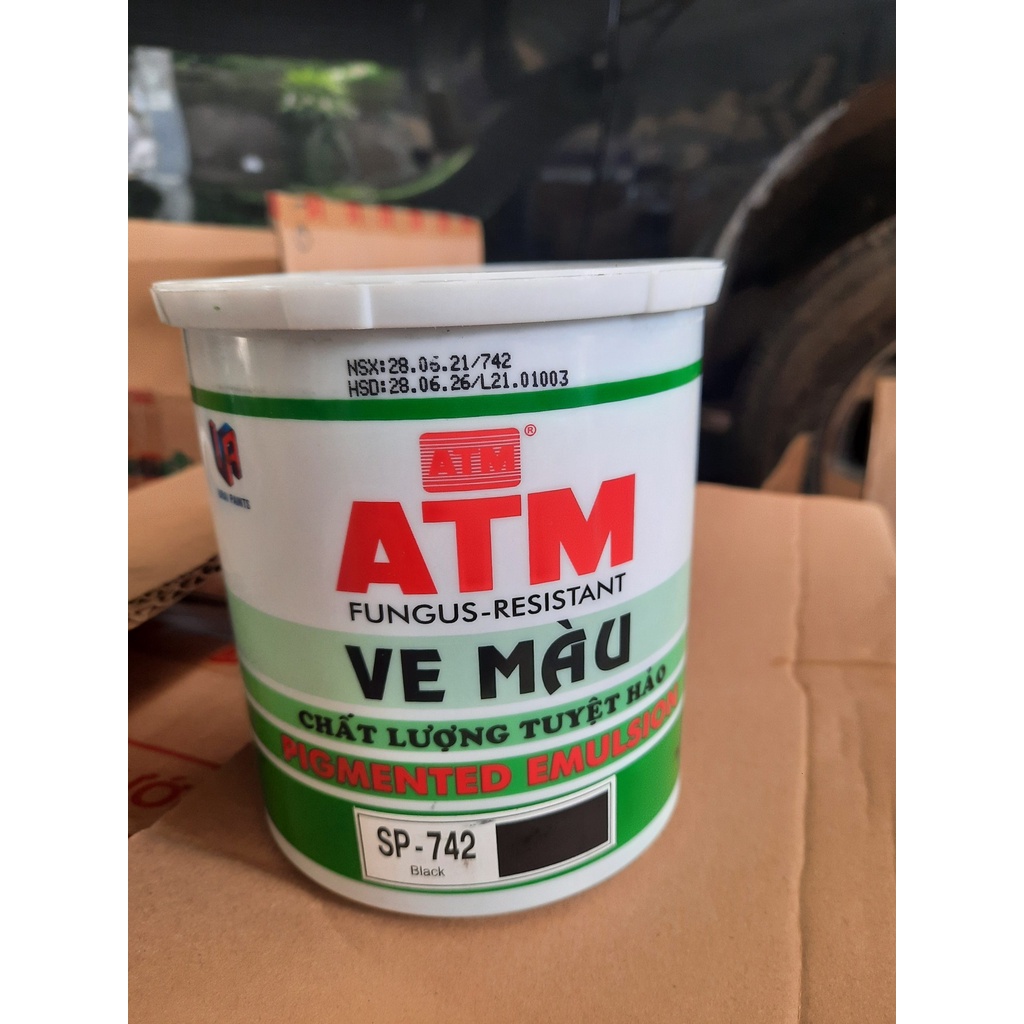 NSX:28.06.21/742
HSD:28.06.26/L21.01003
ATM ®
ATM
PAINTS
FUNGUS-RESISTANT
VE MÀU
CHẤT LƯỢNG TUYỆT HẢO
PIGMENTED EMULSION
SP-742
Black